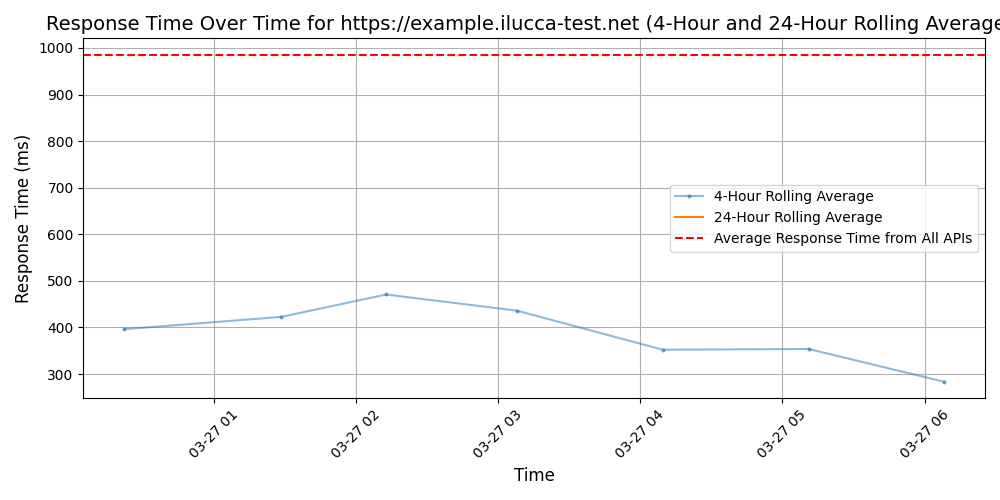 Response Time Over Time for https://example.ilucca-test.net (4-Hour and 24-Hour Rolling Average
1000
900
800
700
600
500
400
300
Response Time (ms)
4-Hour Rolling Average
24-Hour Rolling Average
Average Response Time from All APIs
03-27 01
03-27 02
03-27 03
03-27 04
03-27 05
03-27 06
Time